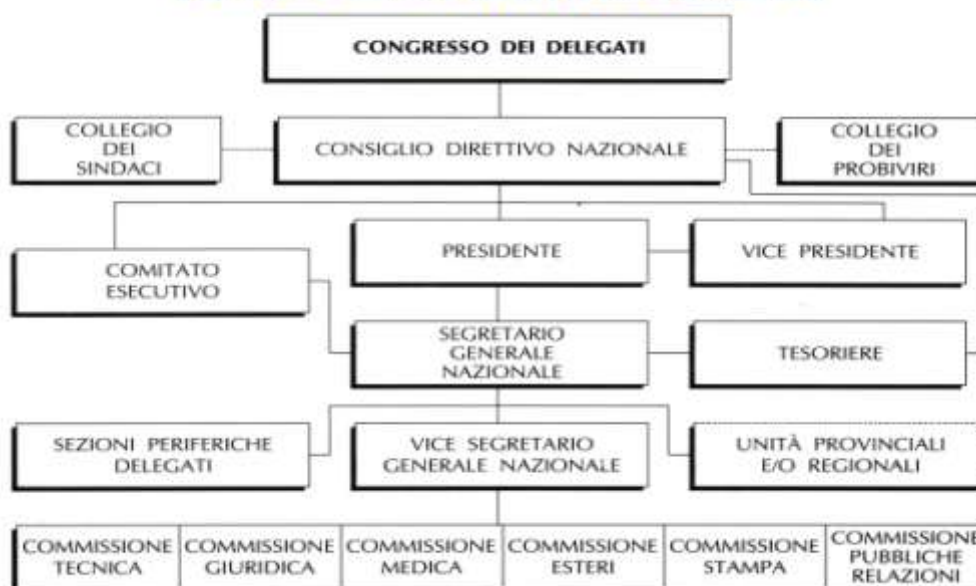 CONGRESSO DEI DELEGATI
COLLEGIO
DEI
SINDACI
CONSIGLIO DIRETTIVO NAZIONALE
COLLEGIO
DEI
PROBIVIRI
COMITATO
ESECUTIVO
PRESIDENTE
VICE PRESIDENTE
SEGRETARIO
GENERALE
NAZIONALE
TESORIERE
SEZIONI PERIFERICHE
DELEGATI
VICE SEGRETARIO
GENERALE NAZIONALE
UNITÀ PROVINCIALI
E/O REGIONALI
COMMISSIONE
TECNICA
COMMISSIONE
GIURIDICA
COMMISSIONE
MEDICA
COMMISSIONE
ESTERI
COMMISSIONE
STAMPA
COMMISSIONE
PUBBLICHE
RELAZIONI